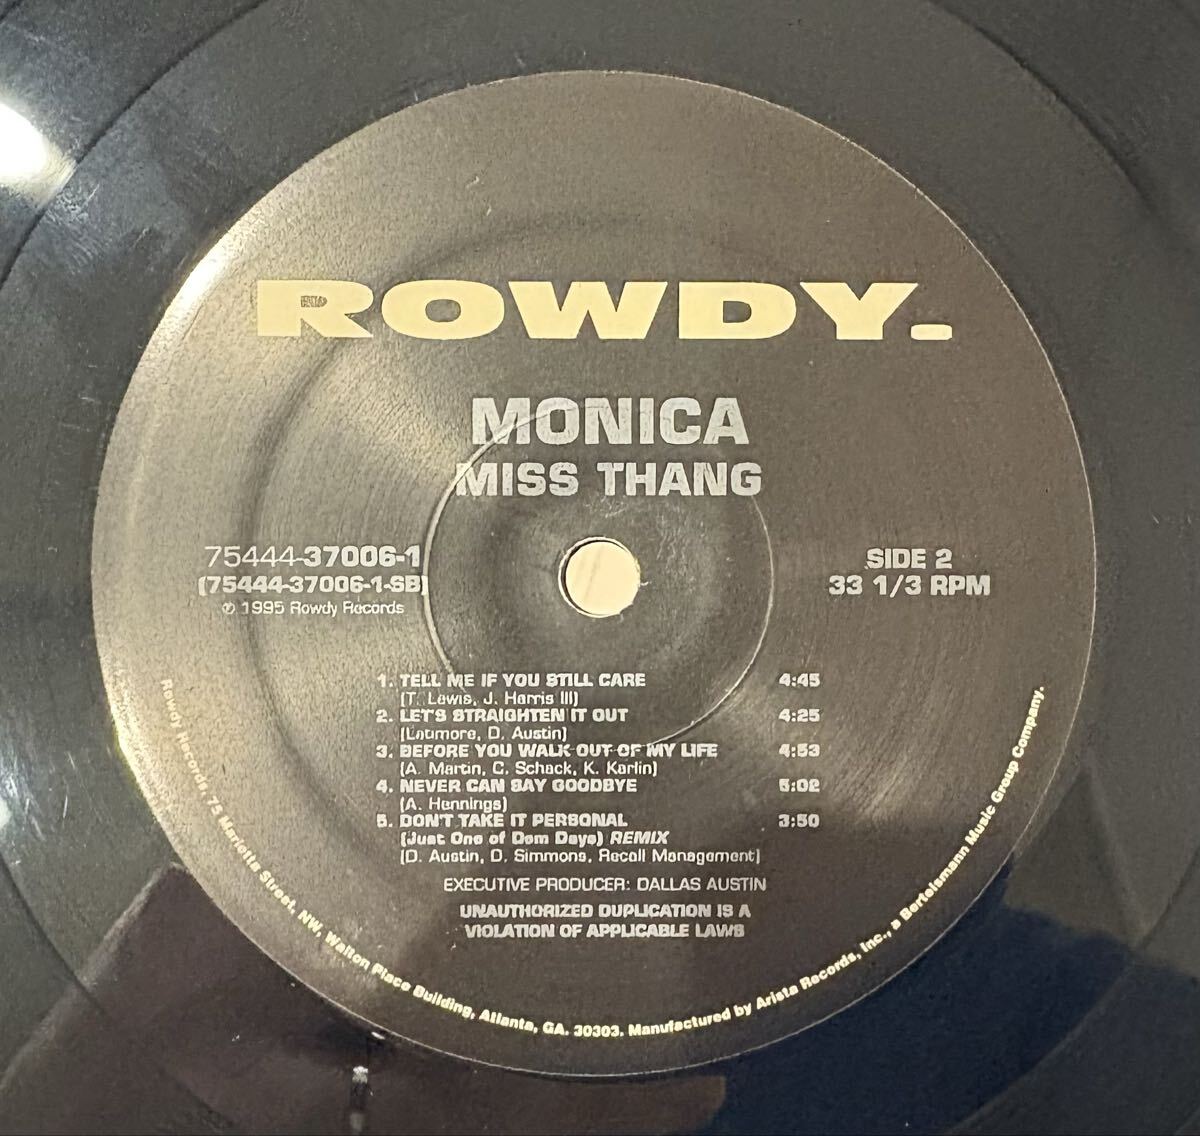 ROWDY.
MONICA
MISS THANG
75444-37006-1
(75444-37006-1-SB)
℗ 1995 Rowdy Records
SIDE 2
33 1/3 RPM
1. TELL ME IF YOU STILL CARE 4:45
(T. Lewis, J. Harris III)
2. LET'S STRAIGHTEN IT OUT 4:25
(Latimore, D. Austin)
3. BEFORE YOU WALK OUT OF MY LIFE 4:53
(A. Martin, C. Schack, K. Karlin)
4. NEVER CAN SAY GOODBYE 5:02
(A. Hennings)
5. DON'T TAKE IT PERSONAL 3:50
(Just One of Dem Days) REMIX
(D. Austin, D. Simmons, Recall Management)
EXECUTIVE PRODUCER: DALLAS AUSTIN
UNAUTHORIZED DUPLICATION IS A
VIOLATION OF APPLICABLE LAWS
Rowdy Records, 75 Marietta Street, NW, Walton Place Building, Atlanta, GA. 30303. Manufactured by Arista Records, Inc., a Bertelsmann Music Group Company.